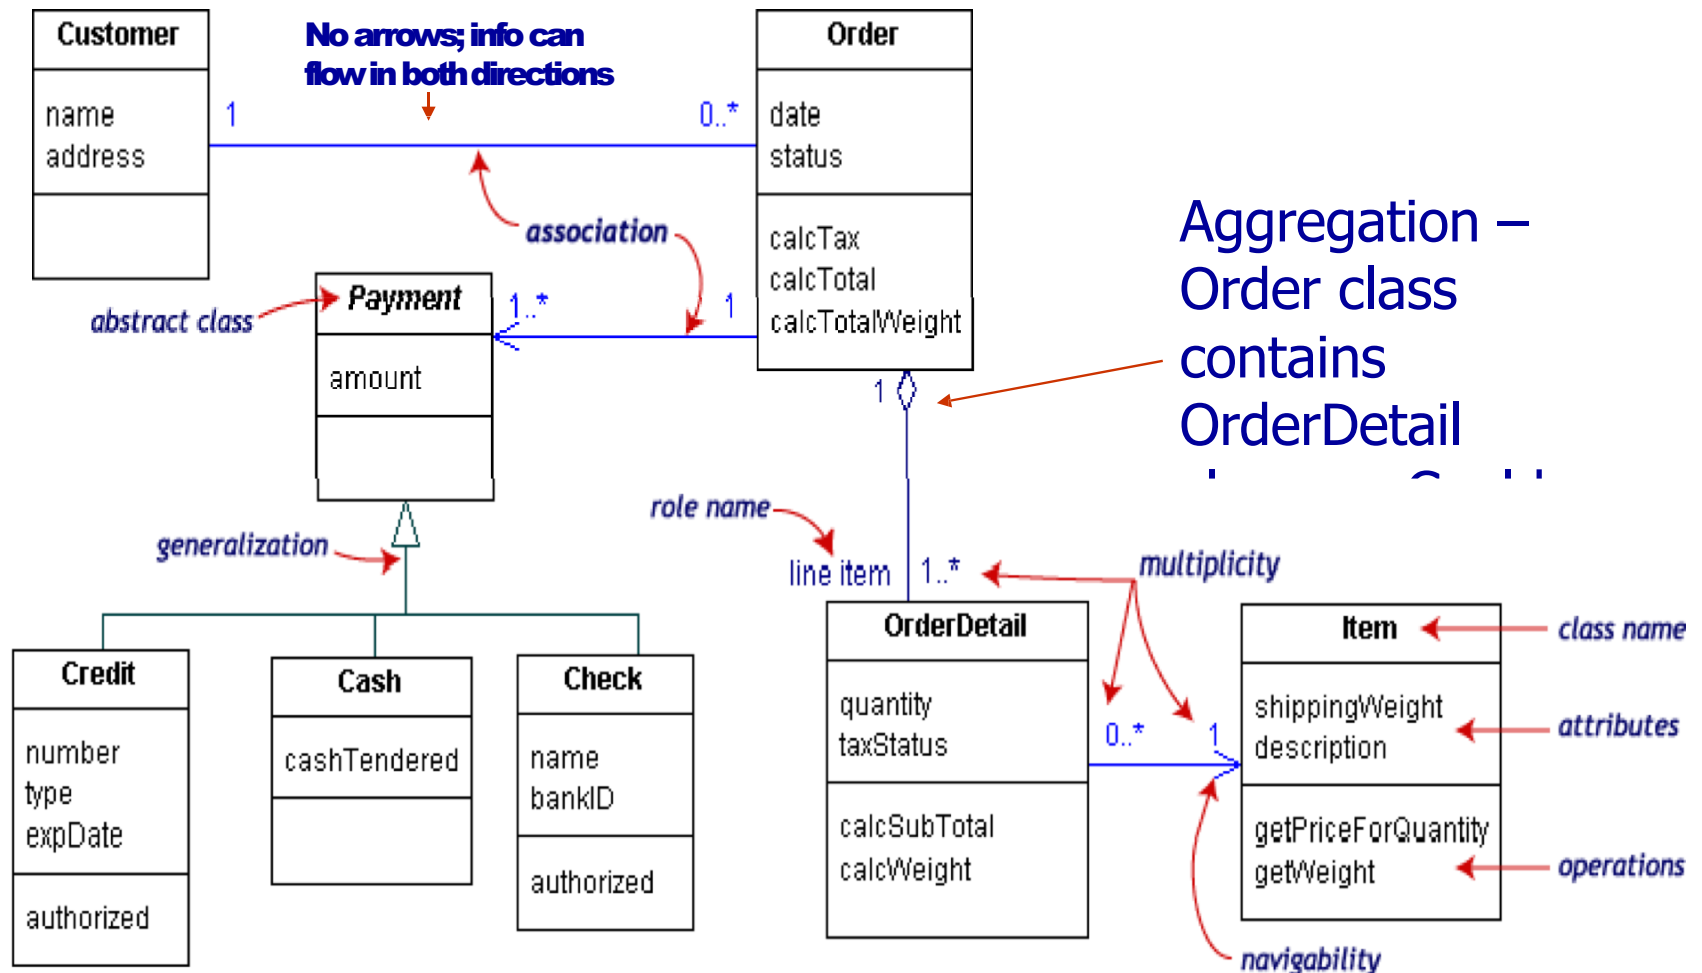 Customer
name
address
No arrows; info can
flow in both directions
1
0..*
association
Order
date
status
calcTax
calcTotal
calcTotalWeight
Aggregation –
Order class
contains
OrderDetail
abstract class
Payment
amount
1..*
1
1
generalization
role name
line item
1..*
multiplicity
Credit
number
type
expDate
authorized
Cash
cashTendered
Check
name
bankID
authorized
OrderDetail
quantity
taxStatus
calcSubTotal
calcWeight
0..*
1
Item
shippingWeight
description
getPriceForQuantity
getWeight
class name
attributes
operations
navigability